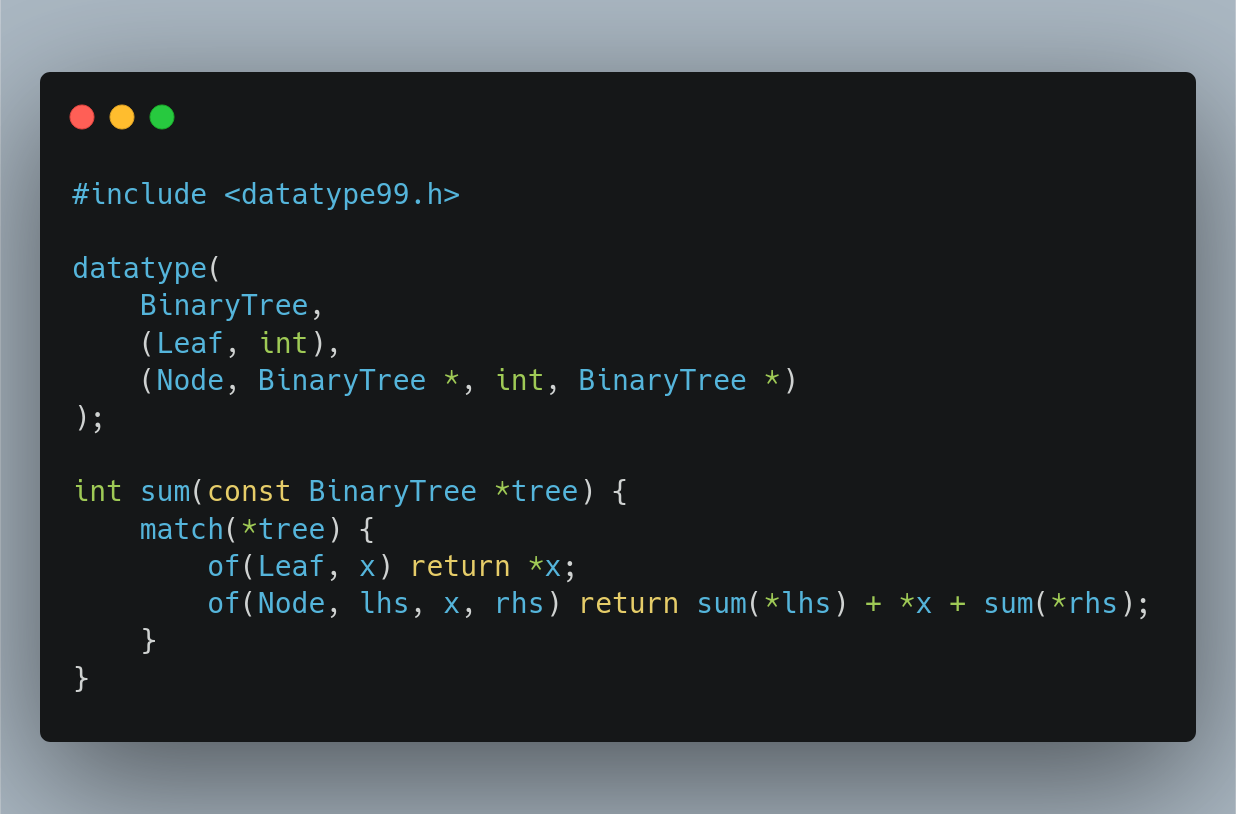 #include <datatype99.h>

datatype(
    BinaryTree,
    (Leaf, int),
    (Node, BinaryTree *, int, BinaryTree *)
);

int sum(const BinaryTree *tree) {
    match(*tree) {
        of(Leaf, x) return *x;
        of(Node, lhs, x, rhs) return sum(*lhs) + *x + sum(*rhs);
    }
}